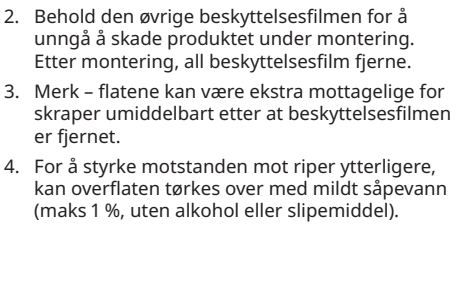 2. Behold den øvrige beskyttelsesfilmen for å
unngå å skade produktet under montering.
Etter montering, all beskyttelsesfilm fjerne.
3. Merk – flatene kan være ekstra mottagelige for
skraper umiddelbart etter at beskyttelsesfilmen
er fjernet.
4. For å styrke motstanden mot riper ytterligere,
kan overflaten tørkes over med mildt såpevann
(maks 1 %, uten alkohol eller slipemiddel).